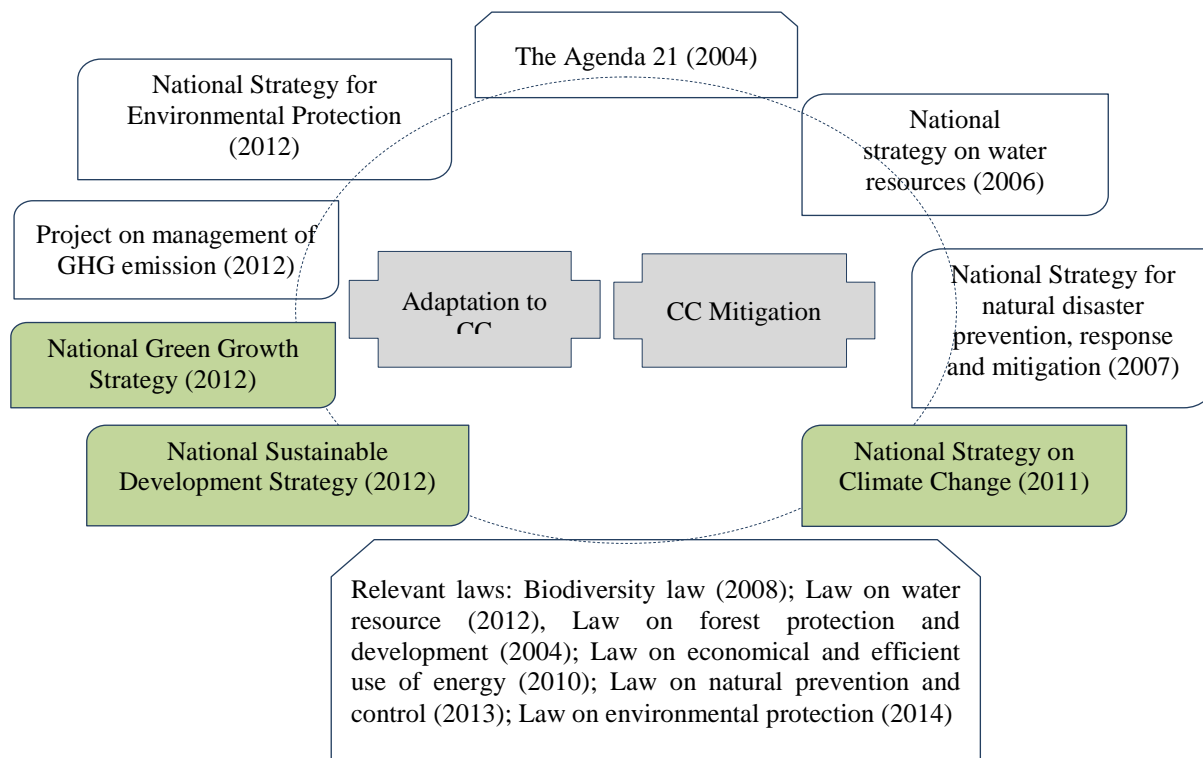 The Agenda 21 (2004)
National Strategy for
Environmental Protection
(2012)
National
strategy on water
resources (2006)
Project on management of
GHG emission (2012)
National Strategy for
natural disaster
prevention, response
and mitigation (2007)
Adaptation to
CC
CC Mitigation
National Green Growth
Strategy (2012)
National Sustainable
Development Strategy (2012)
National Strategy on
Climate Change (2011)
Relevant laws: Biodiversity law (2008); Law on water
resource (2012), Law on forest protection and
development (2004); Law on economical and efficient
use of energy (2010); Law on natural prevention and
control (2013); Law on environmental protection (2014)